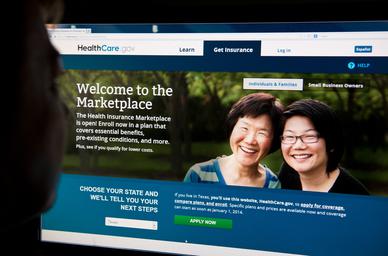 HealthCare.gov
Learn
Get Insurance
Log in
Español
HELP
Individuals & Families
Small Business Owners
Welcome to the
Marketplace
The Health Insurance Marketplace
is open! Enroll now in a plan that
covers essential benefits,
pre-existing conditions, and more.
Plus, see if you qualify for lower costs.
CHOOSE YOUR STATE AND
WE'LL TELL YOU YOUR
NEXT STEPS
Texas
If you live in Texas, you'll use this website, HealthCare.gov, to apply for coverage,
compare plans, and enroll. Specific plans and prices are available now and coverage
can start as soon as January 1, 2014.
APPLY NOW